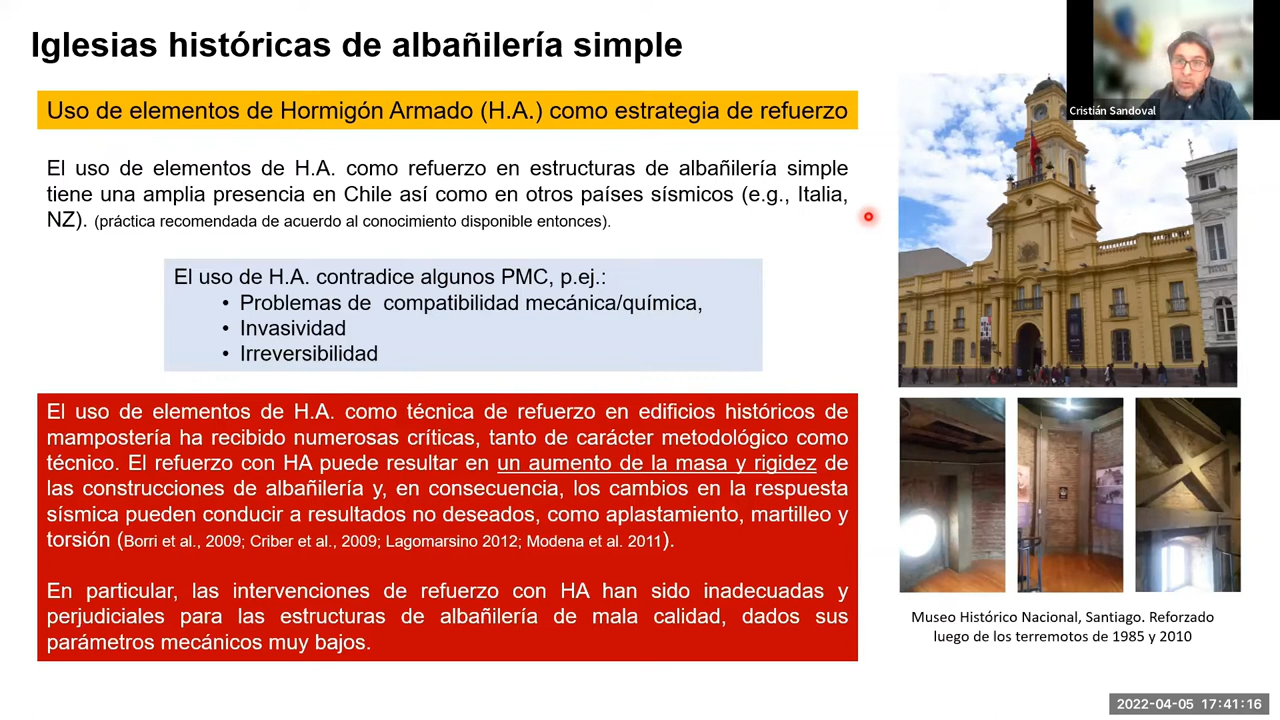 Iglesias históricas de albañilería simple
Cristián Sandoval
Uso de elementos de Hormigón Armado (H.A.) como estrategia de refuerzo
El uso de elementos de H.A. como refuerzo en estructuras de albañilería simple
tiene una amplia presencia en Chile así como en otros países sísmicos (e.g., Italia,
NZ). (práctica recomendada de acuerdo al conocimiento disponible entonces).
El uso de H.A. contradice algunos PMC, p.ej.:
• Problemas de compatibilidad mecánica/química,
• Invasividad
• Irreversibilidad
El uso de elementos de H.A. como técnica de refuerzo en edificios históricos de
mampostería ha recibido numerosas críticas, tanto de carácter metodológico como
técnico. El refuerzo con HA puede resultar en un aumento de la masa y rigidez de
las construcciones de albañilería y, en consecuencia, los cambios en la respuesta
sísmica pueden conducir a resultados no deseados, como aplastamiento, martilleo y
torsión (Borri et al., 2009; Criber et al., 2009; Lagomarsino 2012; Modena et al. 2011).
En particular, las intervenciones de refuerzo con HA han sido inadecuadas y
perjudiciales para las estructuras de albañilería de mala calidad, dados sus
parámetros mecánicos muy bajos.
Museo Histórico Nacional, Santiago. Reforzado
luego de los terremotos de 1985 y 2010
2022-04-05 17:41:16